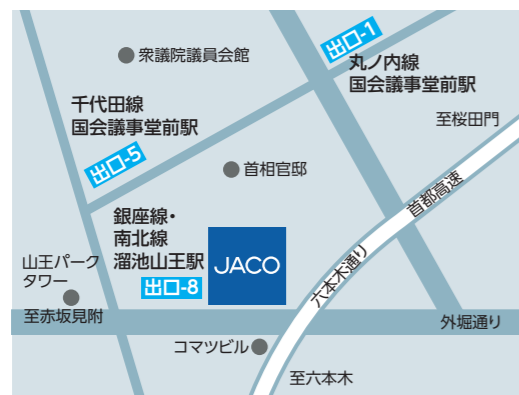 出口-1
衆議院議員会館
丸ノ内線
国会議事堂前駅
千代田線
国会議事堂前駅
至桜田門
出口-5
首相官邸
首都高速
銀座線・
南北線
溜池山王駅
JACO
山王パーク
タワー
出口-8
六本木通り
至赤坂見附
外堀通り
コマツビル
至六本木